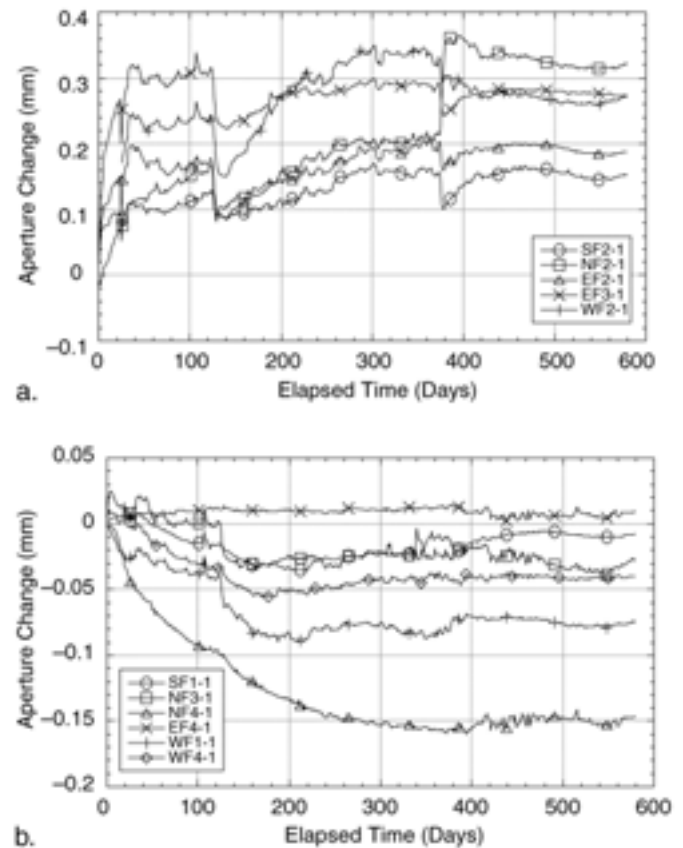 0.4
0.3
0.2
0.1
0
−0.1
Aperture Change (mm)
SF2-1
NF2-1
EF2-1
EF3-1
WF2-1
0 100 200 300 400 500 600
Elapsed Time (Days)
a.
0.05
0
−0.05
−0.1
−0.15
−0.2
Aperture Change (mm)
SF1-1
NF3-1
NF4-1
EF4-1
WF1-1
WF4-1
0 100 200 300 400 500 600
Elapsed Time (Days)
b.